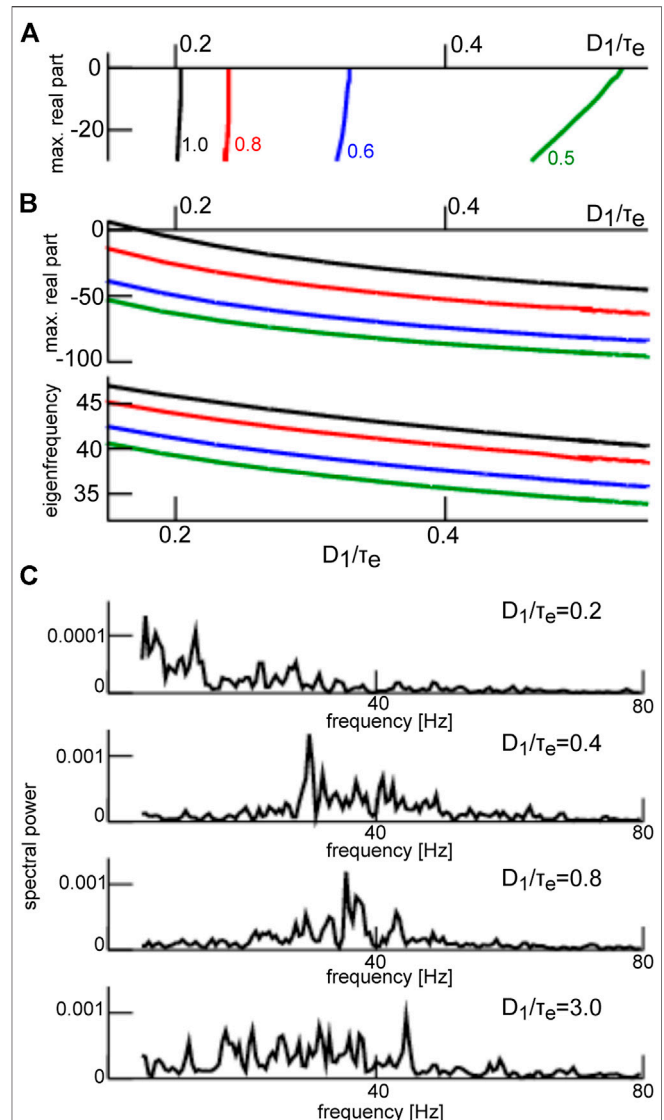 A
0.2
0.4
D1/τe
max. real part
0
-20
1.0
0.8
0.6
0.5
B
0.2
0.4
D1/τe
max. real part
0
-50
-100
eigenfrequency
45
40
35
0.2
0.4
D1/τe
C
D1/τe=0.2
0.0001
0
40
80
frequency [Hz]
D1/τe=0.4
0.001
0
40
80
frequency [Hz]
spectral power
D1/τe=0.8
0.001
0
40
80
frequency [Hz]
D1/τe=3.0
0.001
0
40
80
frequency [Hz]